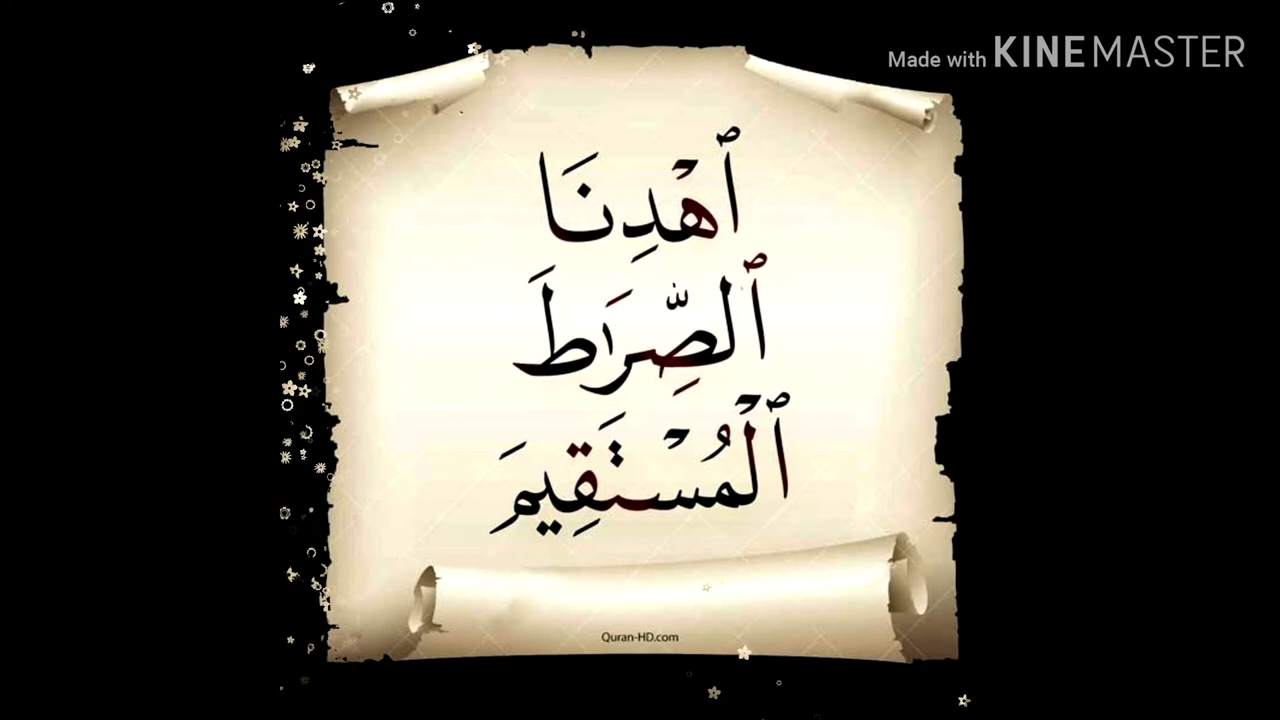 Made with KINEMASTER
ٱهْدِنَا
ٱلصِّرَٰطَ
ٱلْمُسْتَقِيمَ
Quran-HD.com